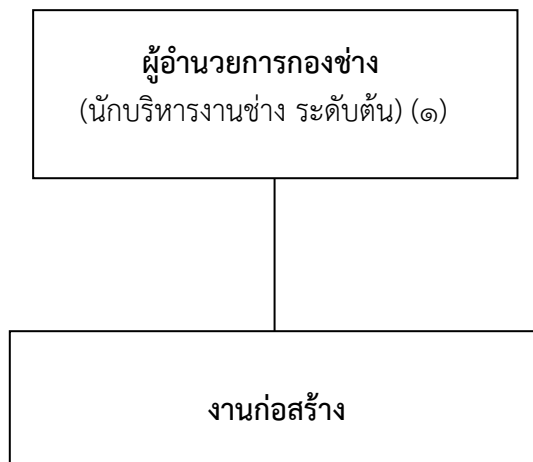 ผู้อำนวยการกองช่าง
(นักบริหารงานช่าง ระดับต้น) (๑)
งานก่อสร้าง